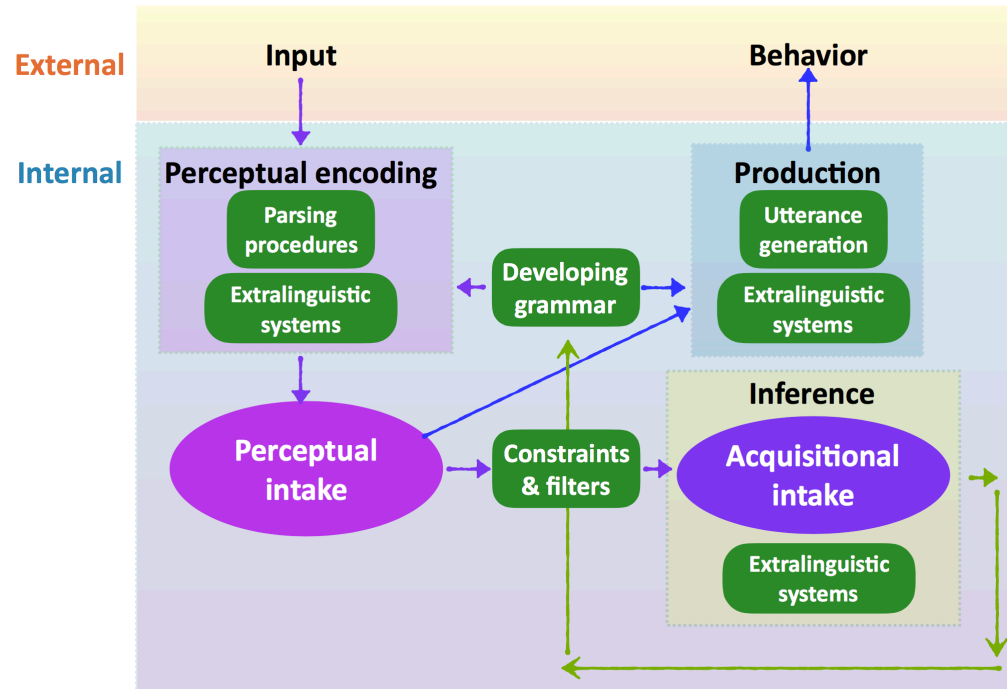 External
Input
Behavior
Internal
Perceptual encoding
Parsing
procedures
Extralinguistic
systems
Developing
grammar
Production
Utterance
generation
Extralinguistic
systems
Perceptual
intake
Constraints
& filters
Inference
Acquisitional
intake
Extralinguistic
systems